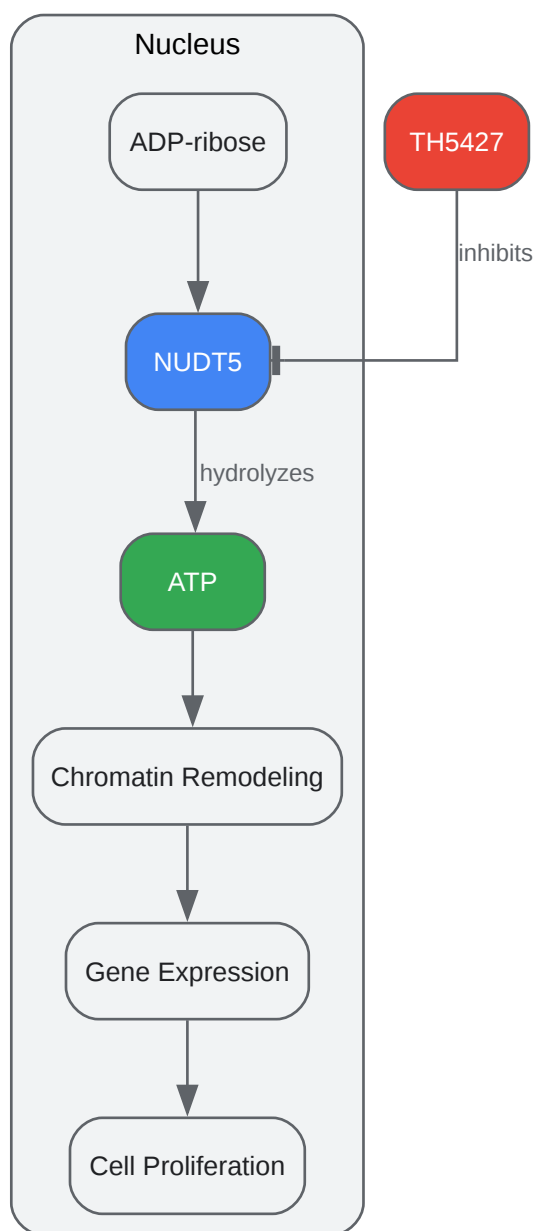 Nucleus
ADP-ribose
TH5427
inhibits
NUDT5
hydrolyzes
ATP
Chromatin Remodeling
Gene Expression
Cell Proliferation